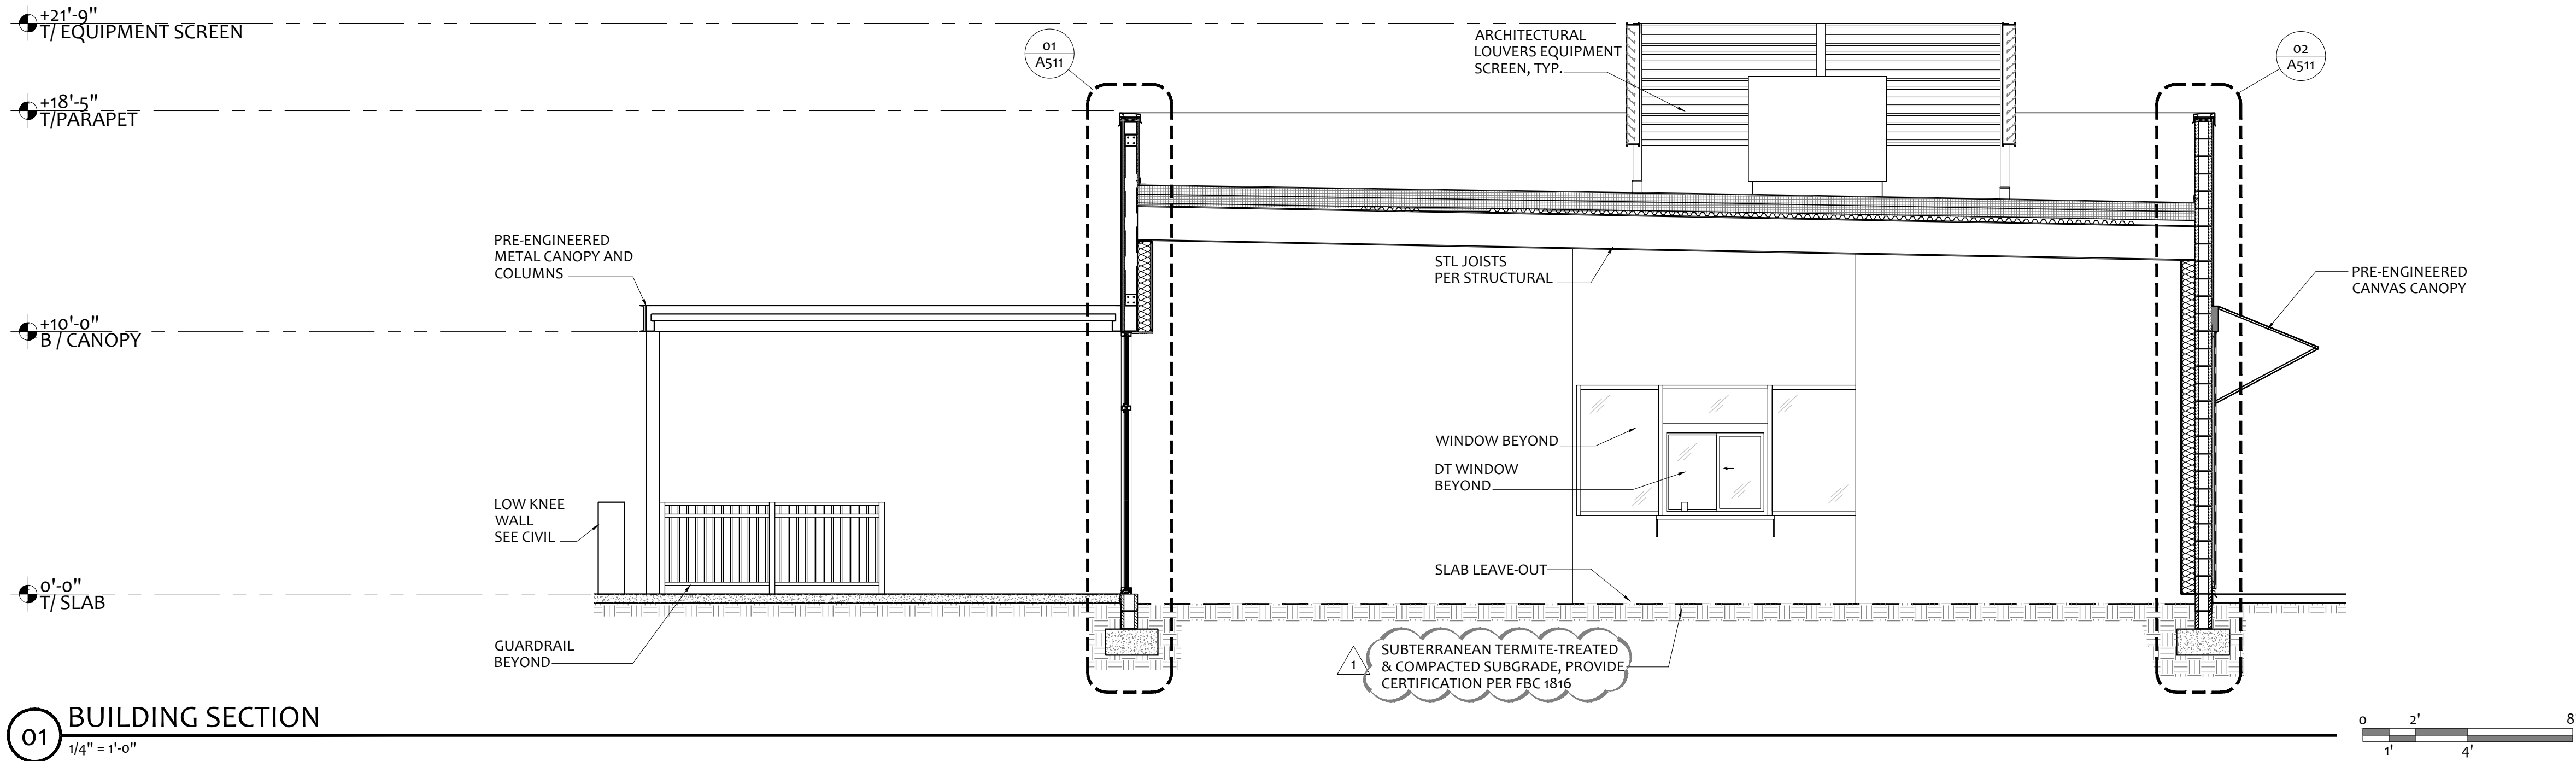 +21'-9"
T/ EQUIPMENT SCREEN
01
A511
ARCHITECTURAL
LOUVERS EQUIPMENT
SCREEN, TYP.
02
A511
+18'-5"
T/PARAPET
PRE-ENGINEERED
METAL CANOPY AND
COLUMNS
STL JOISTS
PER STRUCTURAL
PRE-ENGINEERED
CANVAS CANOPY
+10'-0"
B / CANOPY
WINDOW BEYOND
DT WINDOW
BEYOND
LOW KNEE
WALL
SEE CIVIL
SLAB LEAVE-OUT
0'-0"
T/ SLAB
GUARDRAIL
BEYOND
1
SUBTERRANEAN TERMITE-TREATED
& COMPACTED SUBGRADE, PROVIDE
CERTIFICATION PER FBC 1816
01
BUILDING SECTION
1/4" = 1'-0"
0 2' 8
1' 4'